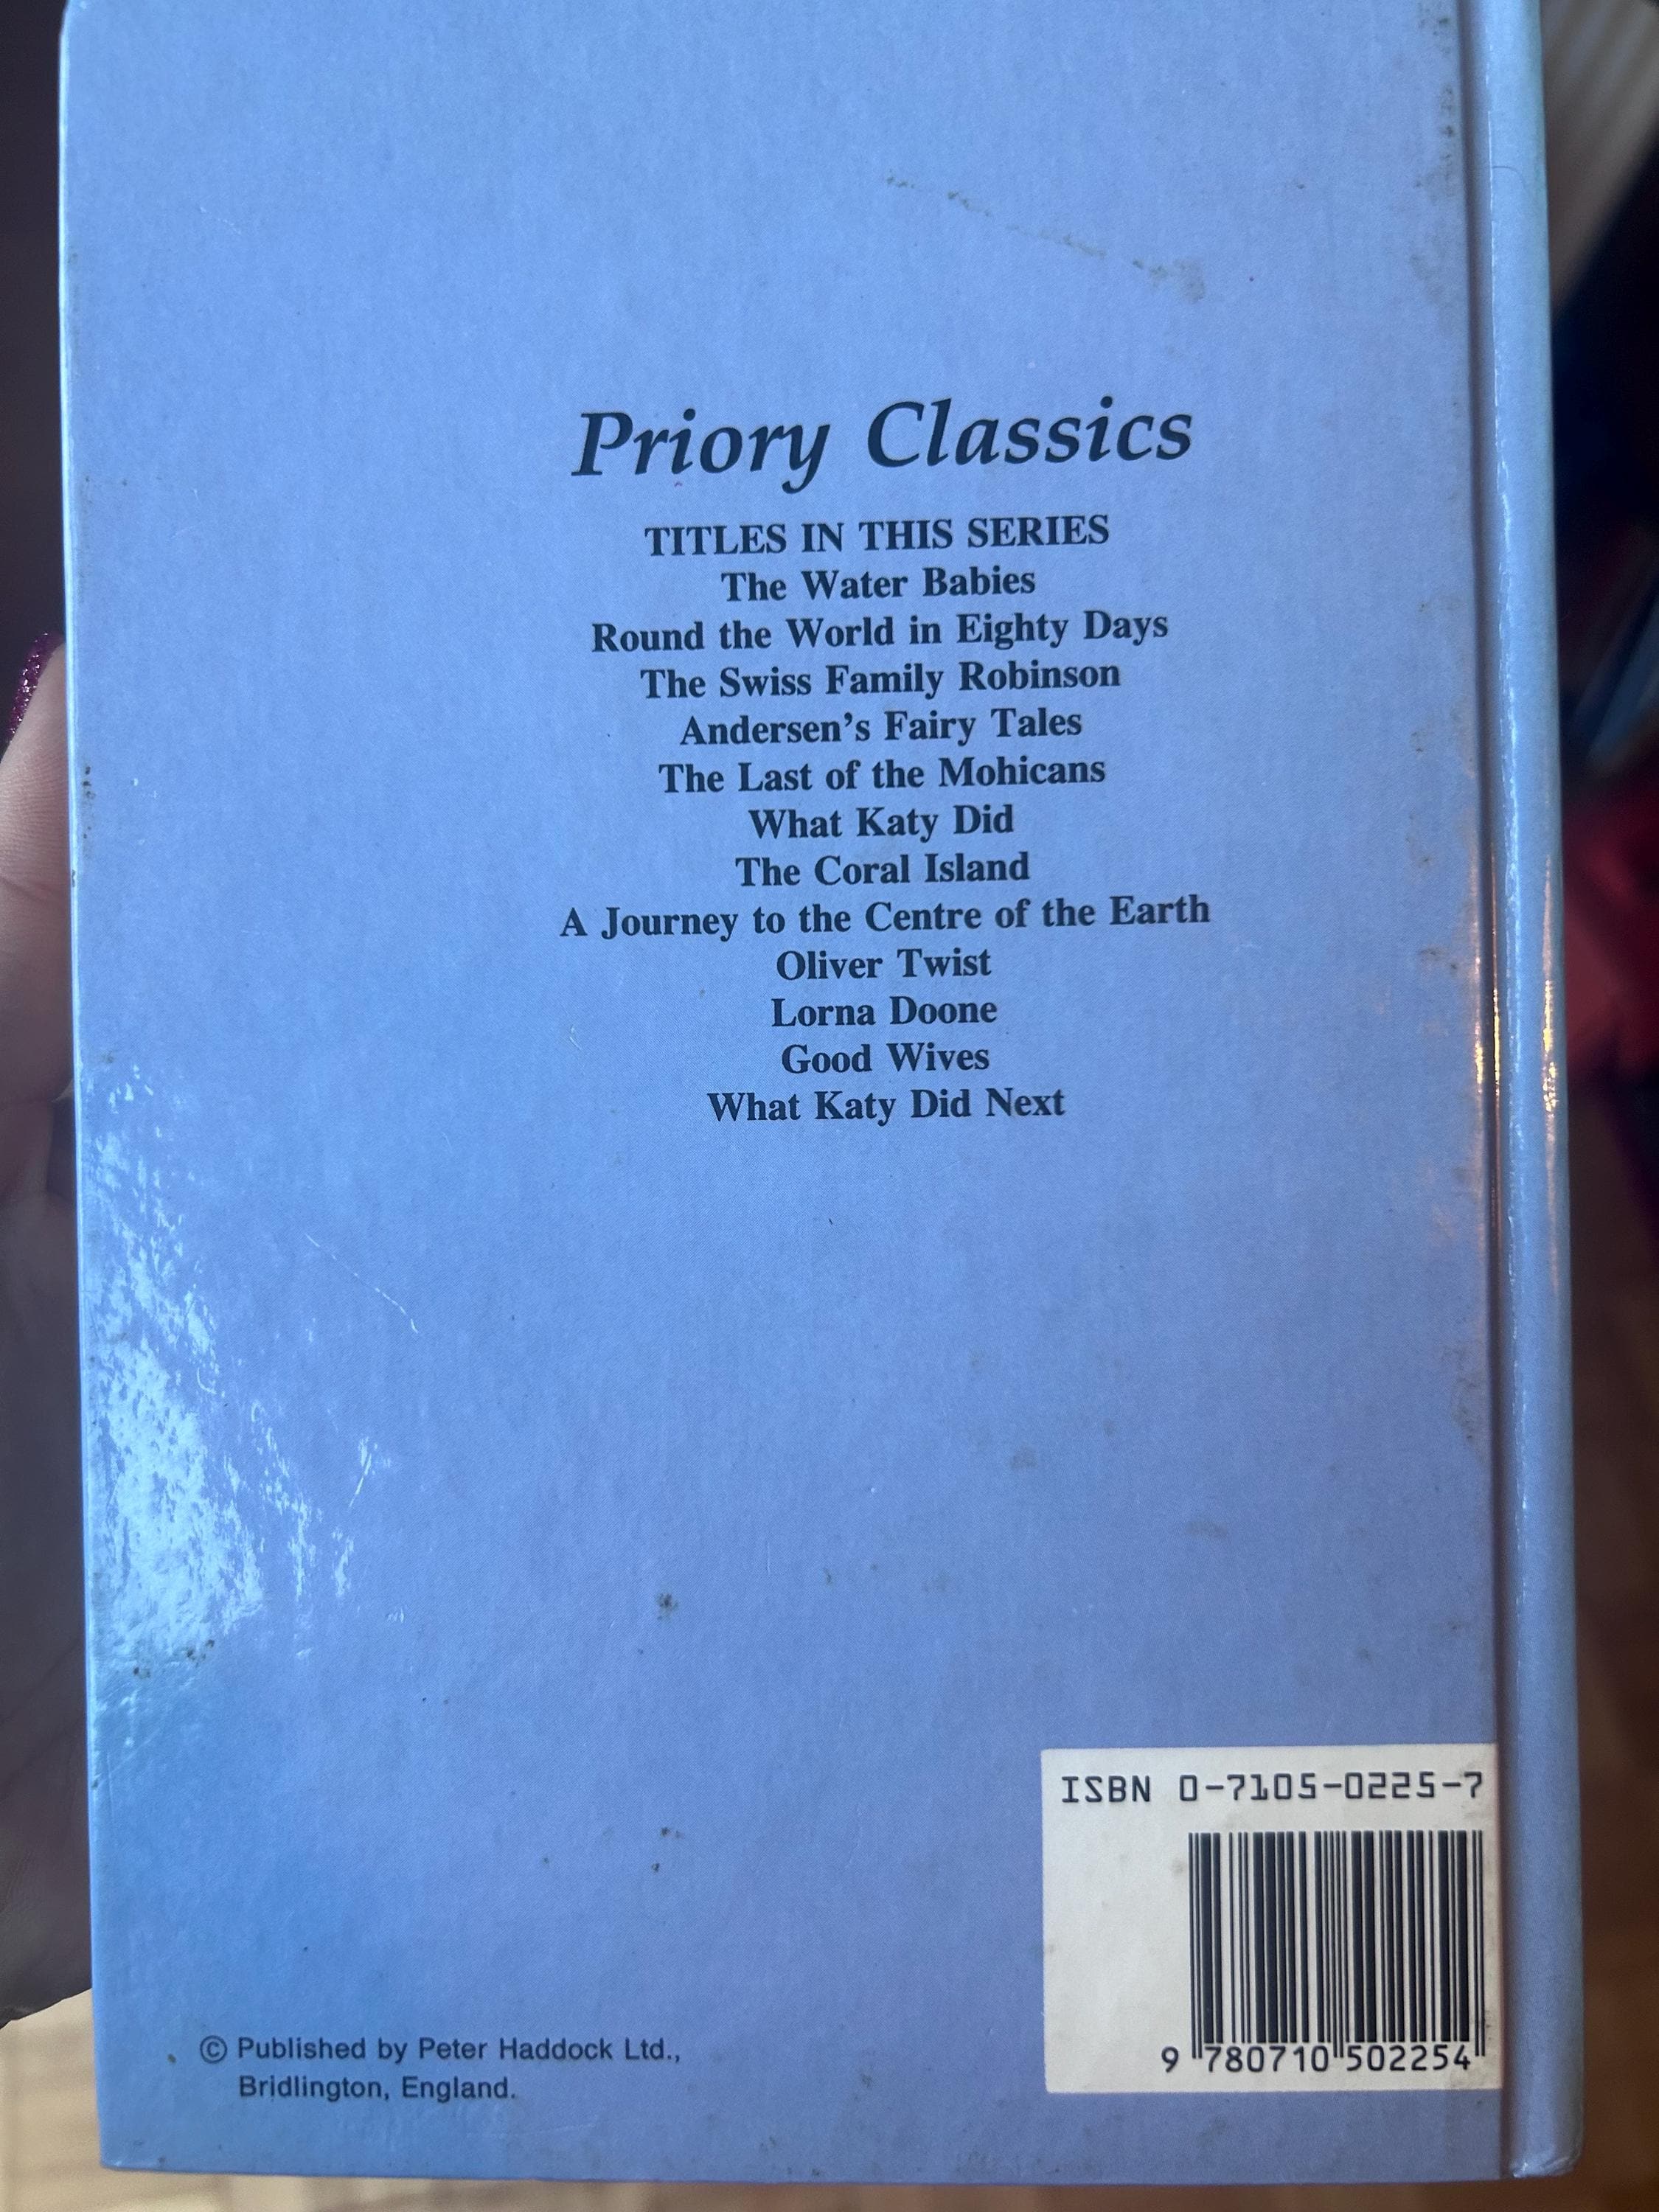 Priory Classics
TITLES IN THIS SERIES
The Water Babies
Round the World in Eighty Days
The Swiss Family Robinson
Andersen's Fairy Tales
The Last of the Mohicans
What Katy Did
The Coral Island
A Journey to the Centre of the Earth
Oliver Twist
Lorna Doone
Good Wives
What Katy Did Next
ISBN 0-7105-0225-7
9 780710 502254
© Published by Peter Haddock Ltd.,
Bridlington, England.